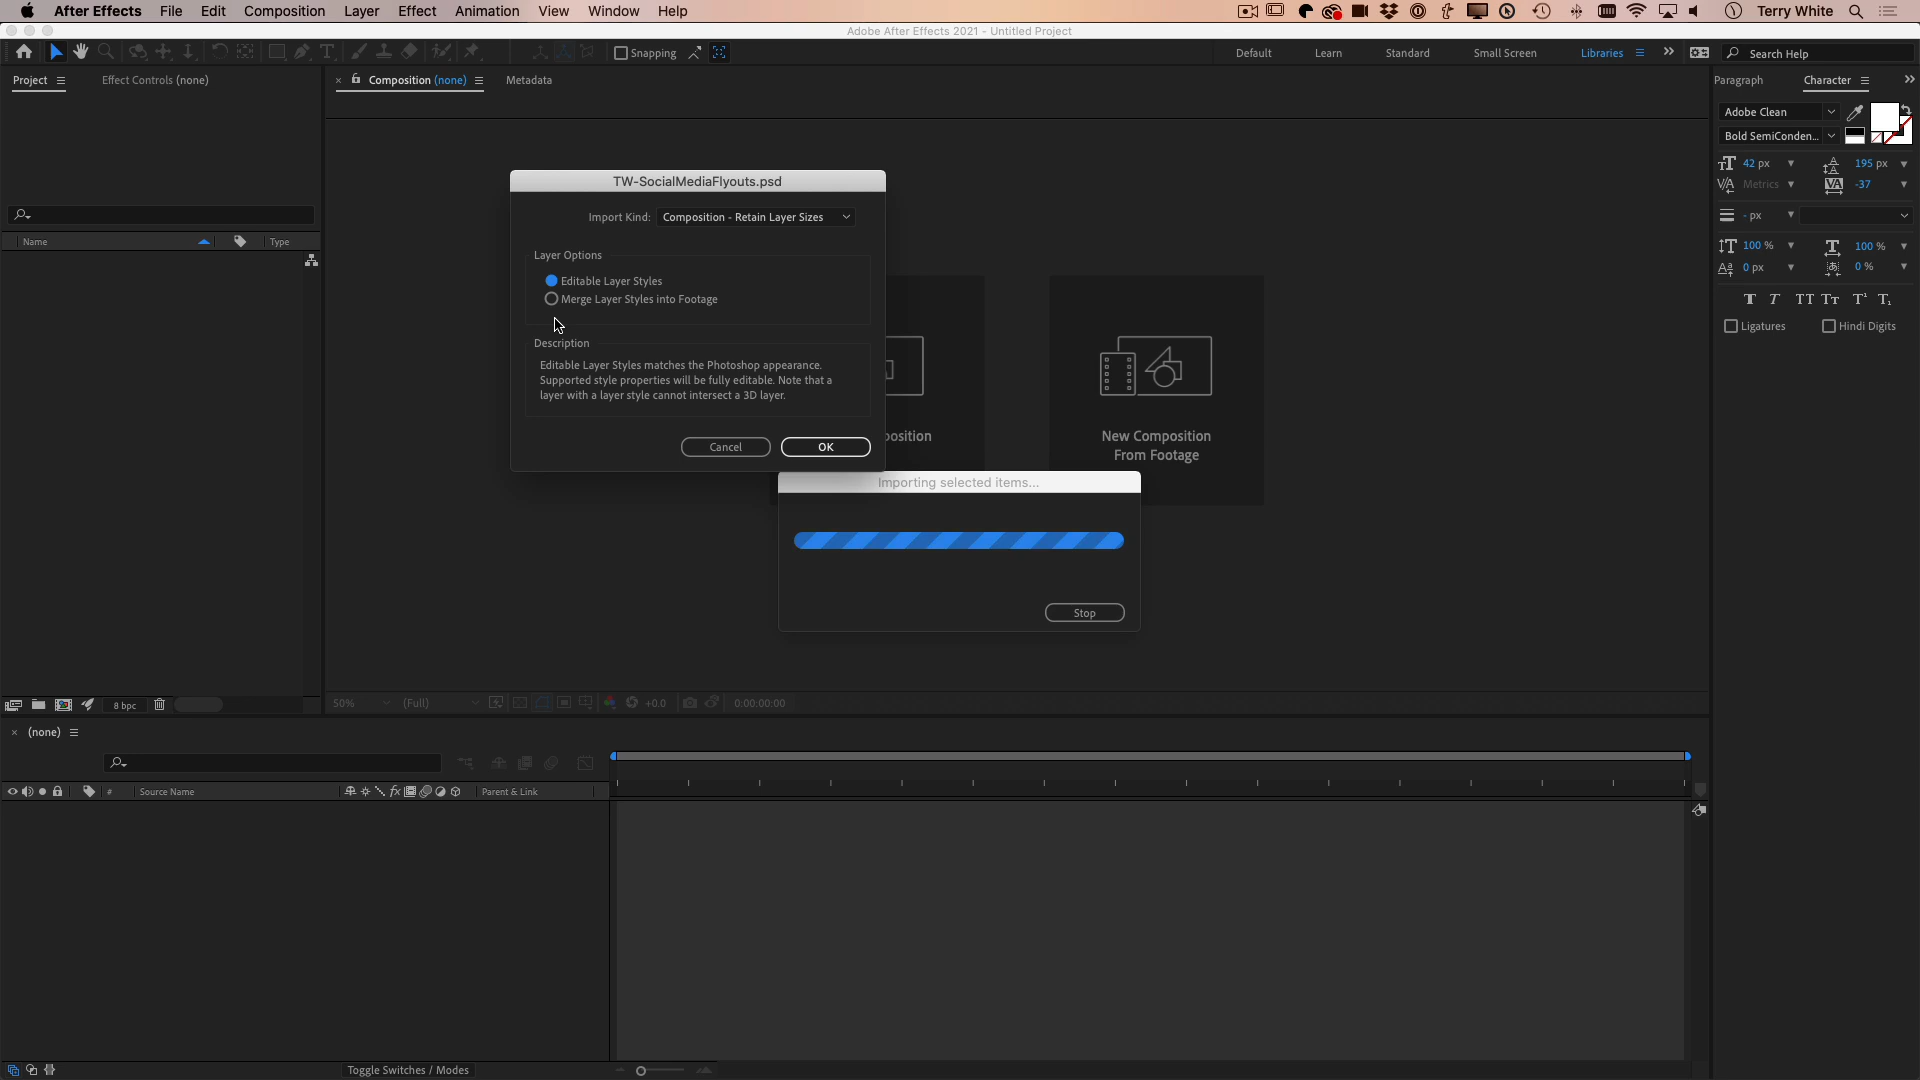 After Effects File Edit Composition Layer Effect Animation View Window Help Terry White
Adobe After Effects 2021 - Untitled Project
Snapping Default Learn Standard Small Screen Libraries Search Help
Project Effect Controls (none) Composition (none) Metadata Paragraph Character
Adobe Clean
Bold SemiConden...
42 px 195 px
Metrics -37
- px
100 % 100 %
0 px 0 %
Ligatures Hindi Digits
Name Type
TW-SocialMediaFlyouts.psd
Import Kind: Composition - Retain Layer Sizes
Layer Options
Editable Layer Styles
Merge Layer Styles into Footage
Description
Editable Layer Styles matches the Photoshop appearance.
Supported style properties will be fully editable. Note that a
layer with a layer style cannot intersect a 3D layer.
Cancel OK
position
New Composition
From Footage
Importing selected items...
Stop
8 bpc
50% (Full) +0.0 0:00:00:00
(none)
# Source Name Parent & Link
Toggle Switches / Modes